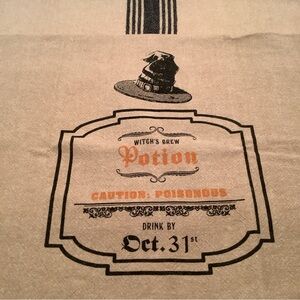 WITCH'S BREW
Potion
CAUTION: POISONOUS
DRINK BY
Oct. 31st